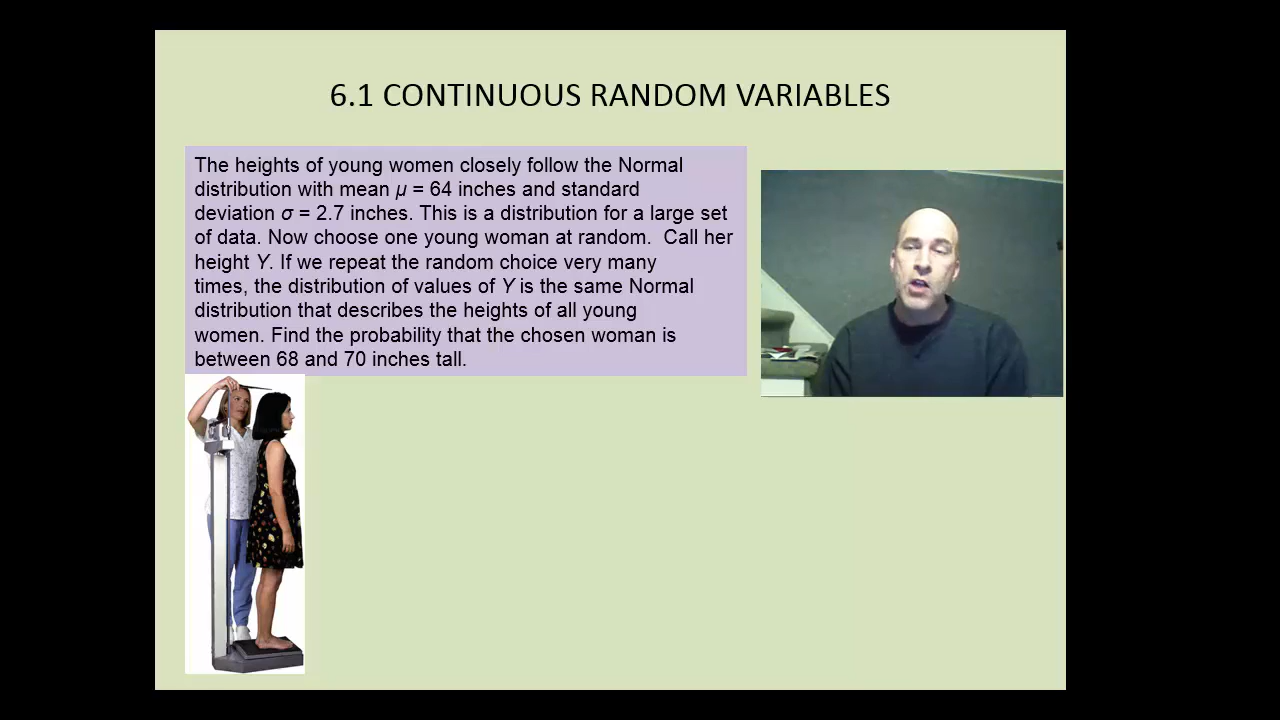 6.1 CONTINUOUS RANDOM VARIABLES
The heights of young women closely follow the Normal
distribution with mean μ = 64 inches and standard
deviation σ = 2.7 inches. This is a distribution for a large set
of data. Now choose one young woman at random.  Call her
height Y. If we repeat the random choice very many
times, the distribution of values of Y is the same Normal
distribution that describes the heights of all young
women. Find the probability that the chosen woman is
between 68 and 70 inches tall.